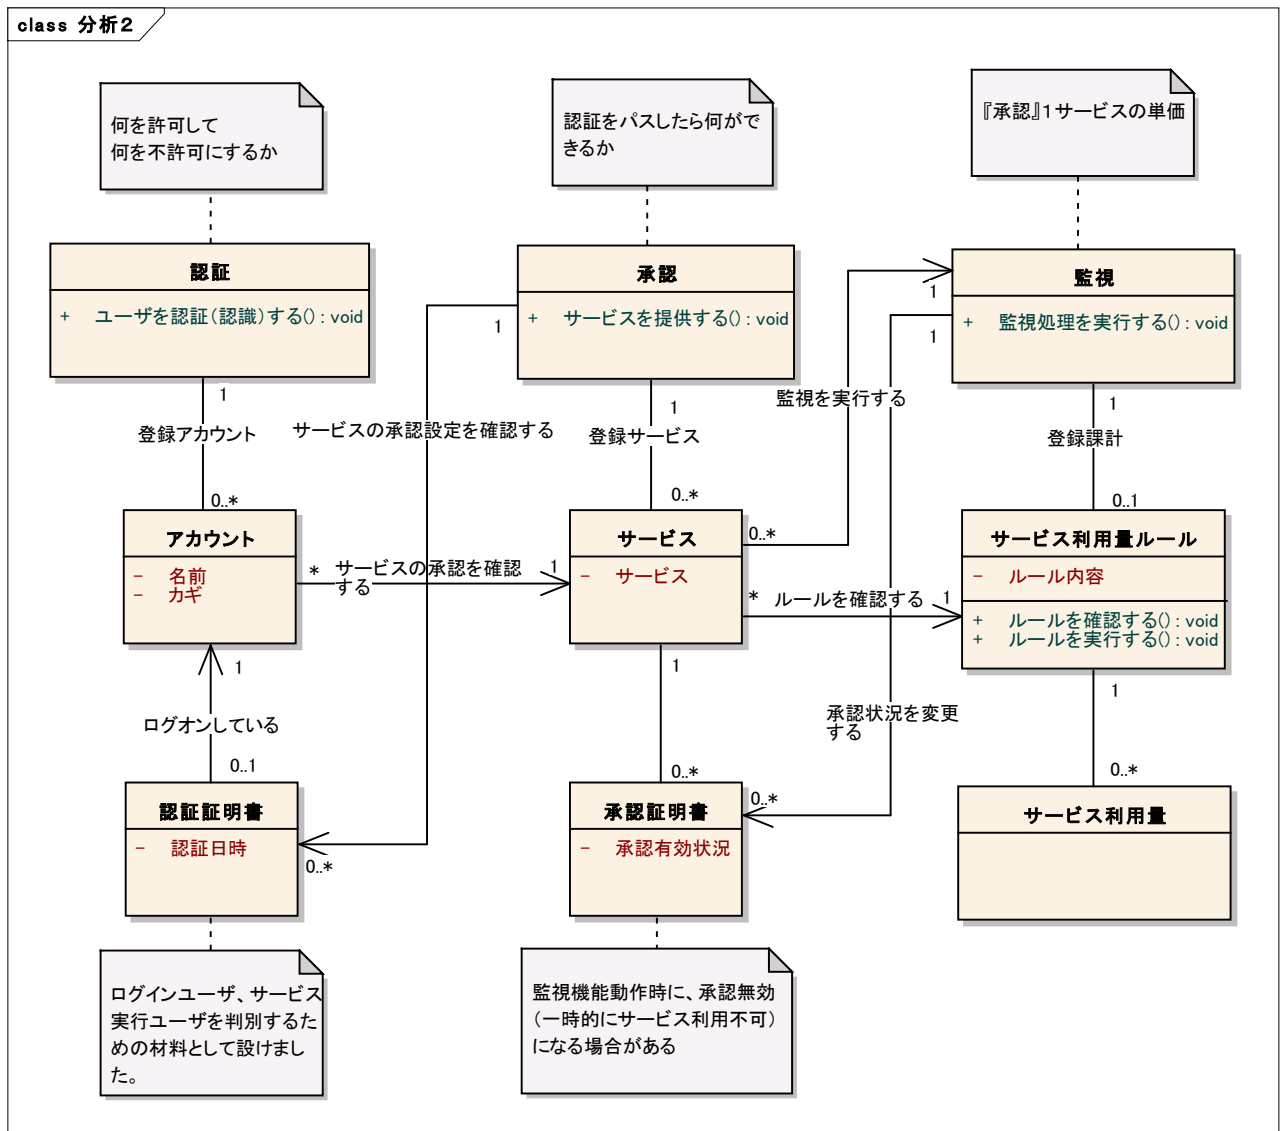 class 分析2
何を許可して
何を不許可にするか
認証をパスしたら何がで
きるか
『承認』1サービスの単価
認証
+ ユーザを認証(認識)する(): void
承認
+ サービスを提供する(): void
監視
+ 監視処理を実行する(): void
1
1
1
1
1
1
監視を実行する
登録アカウント
サービスの承認設定を確認する
登録サービス
登録課計
0..*
0..*
0..1
アカウント
- 名前
- カギ
サービス
- サービス
サービス利用量ルール
- ルール内容
+ ルールを確認する(): void
+ ルールを実行する(): void
0..*
* サービスの承認を確認
する
1
* ルールを確認する 1
1
1
1
ログオンしている
承認状況を変更
する
0..1
0..*
0..*
認証証明書
- 認証日時
承認証明書
- 承認有効状況
サービス利用量
0..*
0..*
ログインユーザ、サービス
実行ユーザを判別するた
めの材料として設けまし
た。
監視機能動作時に、承認無効
(一時的にサービス利用不可)
になる場合がある